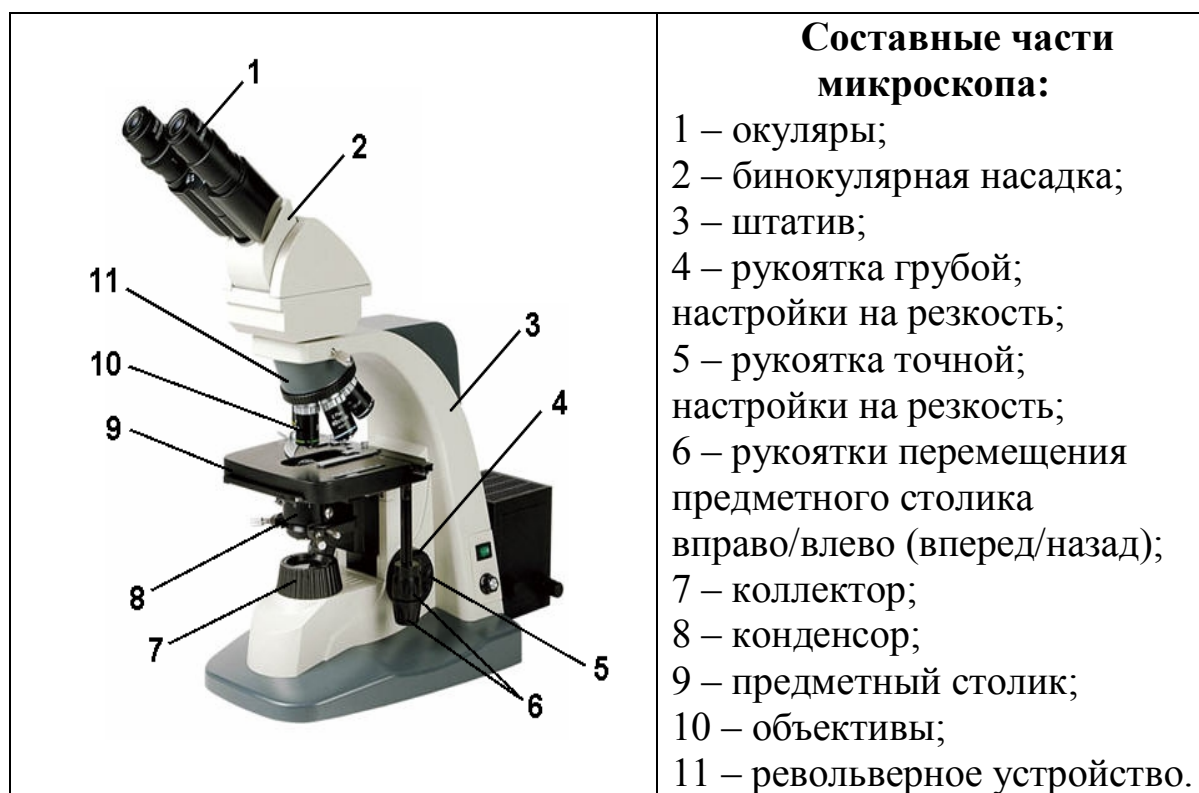 1
2
11
3
10
4
9
8
7
5
6
Составные части
микроскопа:
1 – окуляры;
2 – бинокулярная насадка;
3 – штатив;
4 – рукоятка грубой;
настройки на резкость;
5 – рукоятка точной;
настройки на резкость;
6 – рукоятки перемещения
предметного столика
вправо/влево (вперед/назад);
7 – коллектор;
8 – конденсор;
9 – предметный столик;
10 – объективы;
11 – револьверное устройство.